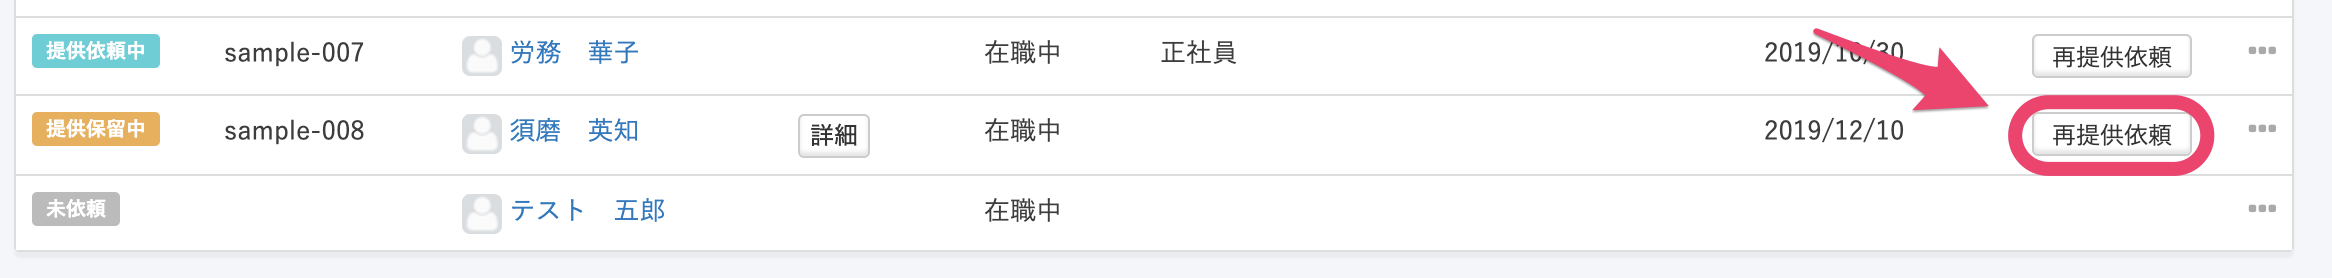 提供依頼中 sample-007 労務　華子 在職中 正社員 2019/10/30 再提供依頼
提供保留中 sample-008 須磨　英知 詳細 在職中 2019/12/10 再提供依頼
未依頼 テスト　五郎 在職中